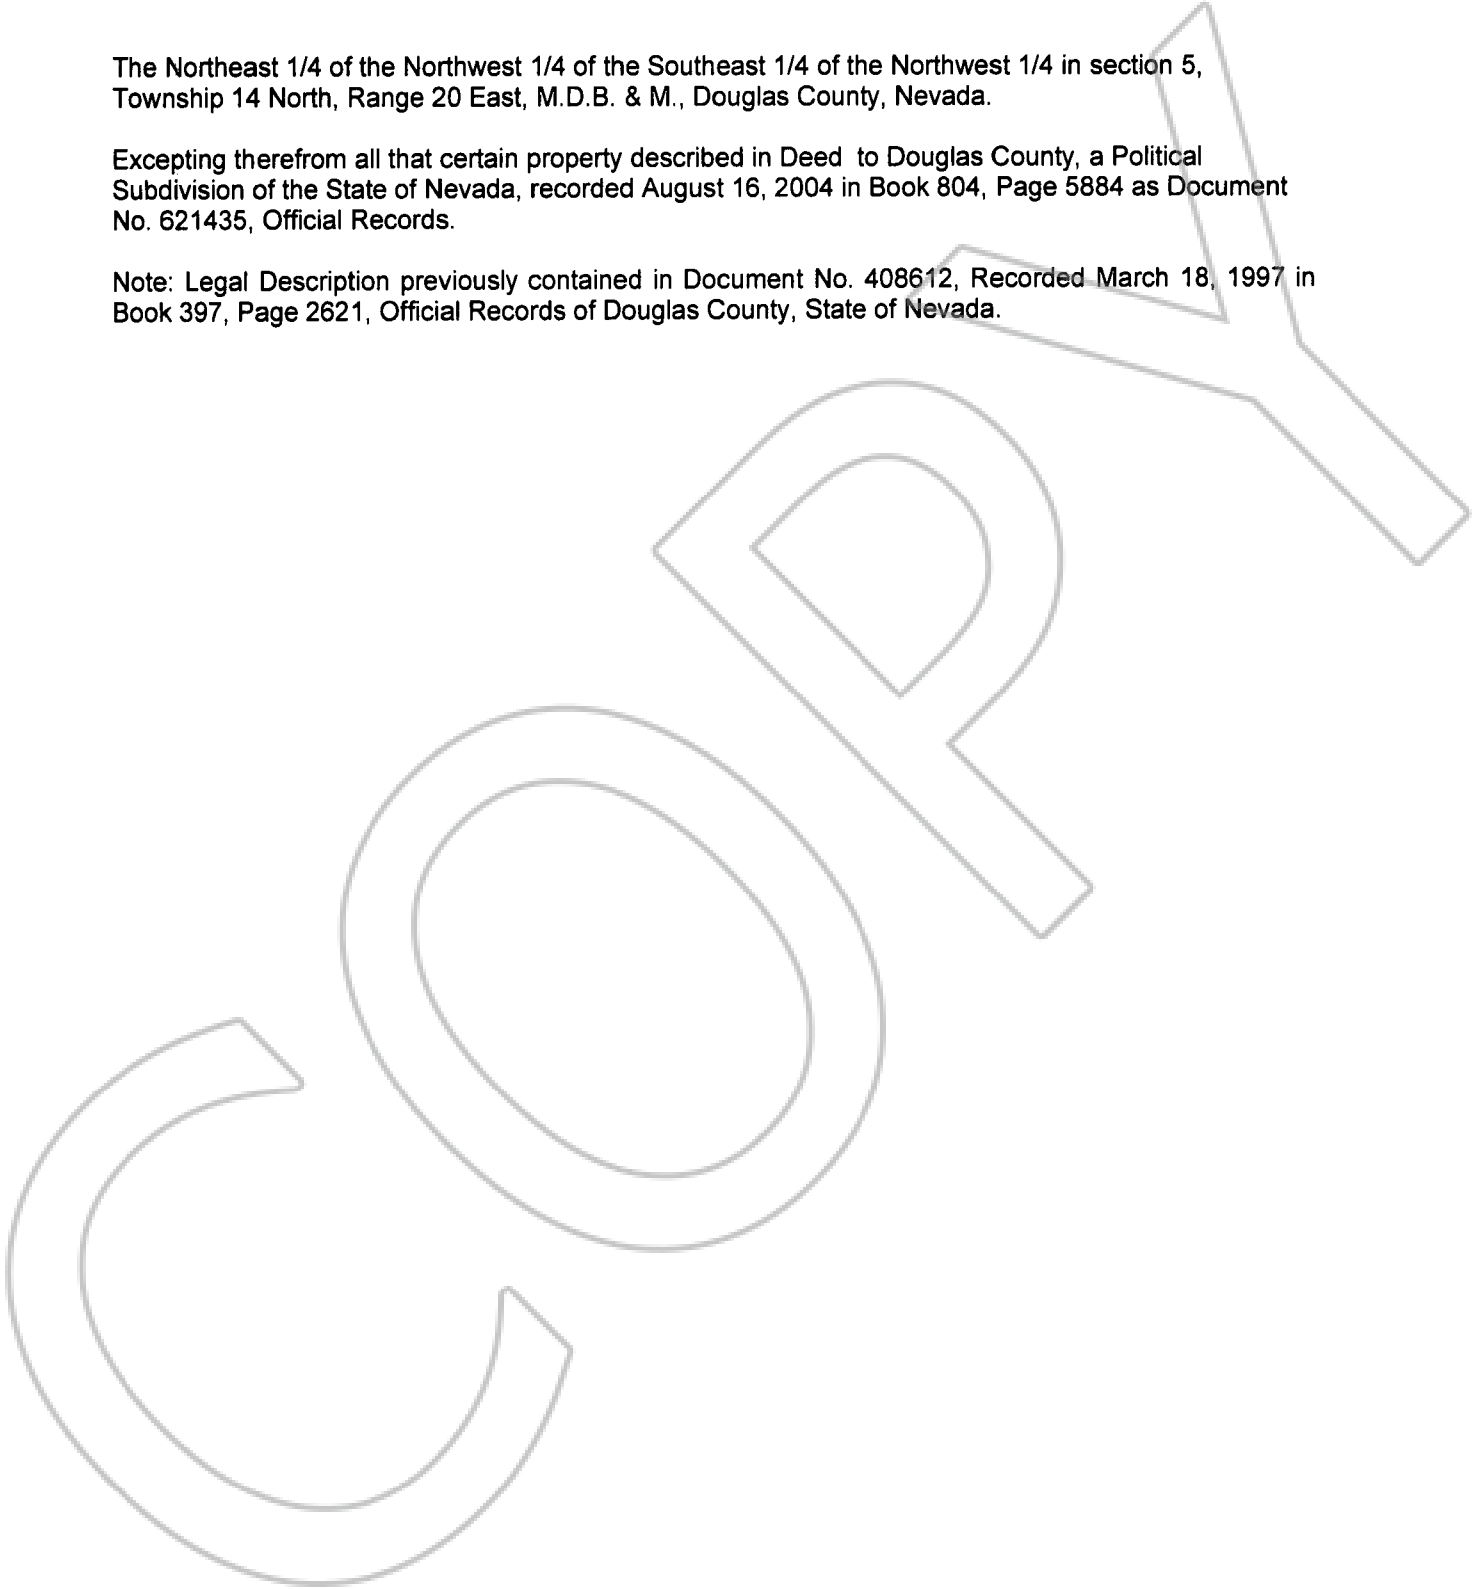 The Northeast 1/4 of the Northwest 1/4 of the Southeast 1/4 of the Northwest 1/4 in section 5,
Township 14 North, Range 20 East, M.D.B. & M., Douglas County, Nevada.
Excepting therefrom all that certain property described in Deed to Douglas County, a Political
Subdivision of the State of Nevada, recorded August 16, 2004 in Book 804, Page 5884 as Document
No. 621435, Official Records.
Note: Legal Description previously contained in Document No. 408612, Recorded March 18, 1997 in
Book 397, Page 2621, Official Records of Douglas County, State of Nevada.
COPY